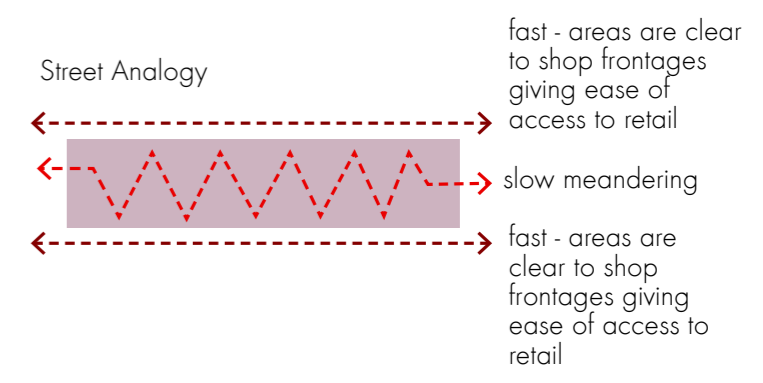 Street Analogy
fast - areas are clear
to shop frontages
giving ease of
access to retail
slow meandering
fast - areas are
clear to shop
frontages giving
ease of access to
retail